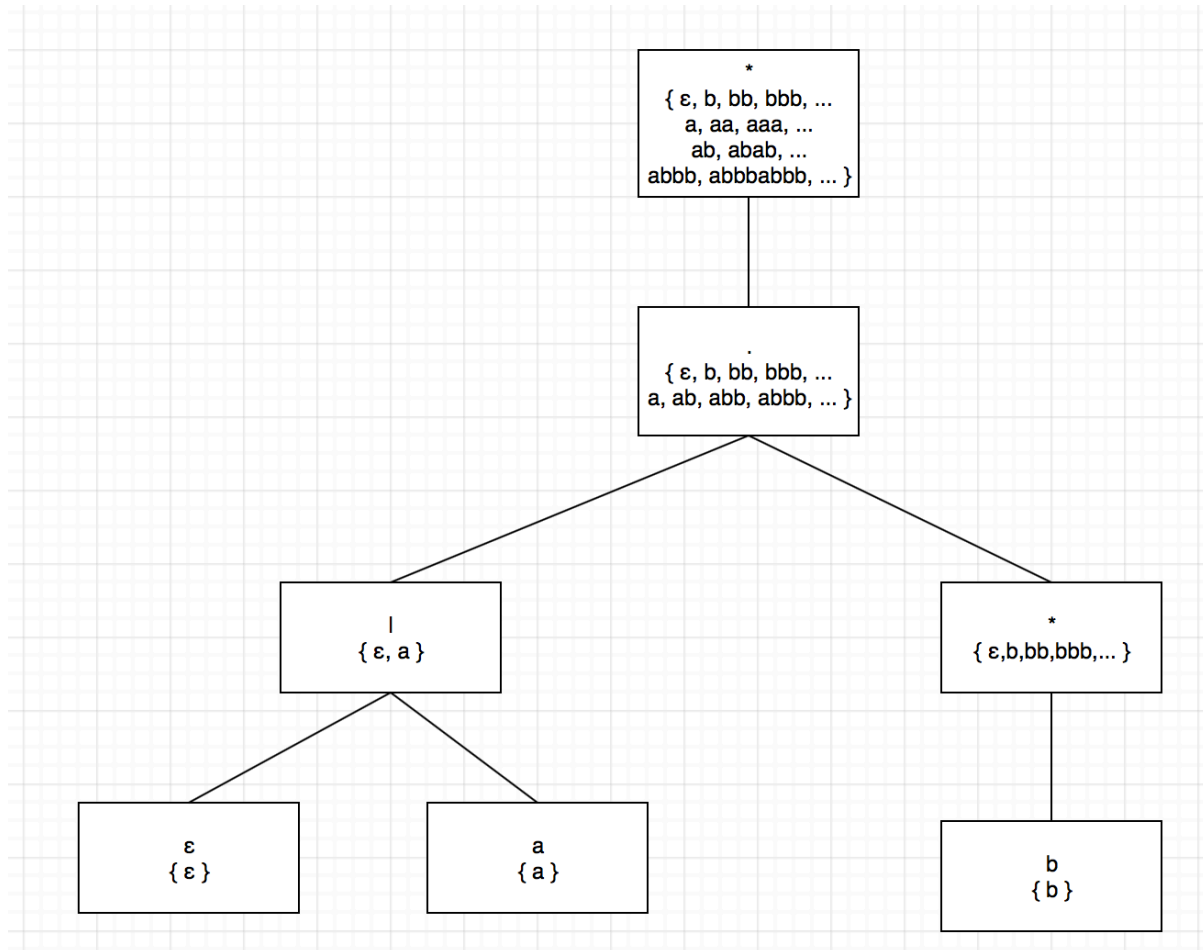 *
{ ε, b, bb, bbb, ...
a, aa, aaa, ...
ab, abab, ...
abbb, abbbabbb, ... }
.
{ ε, b, bb, bbb, ...
a, ab, abb, abbb, ... }
|
{ ε, a }
*
{ ε,b,bb,bbb,... }
ε
{ ε }
a
{ a }
b
{ b }